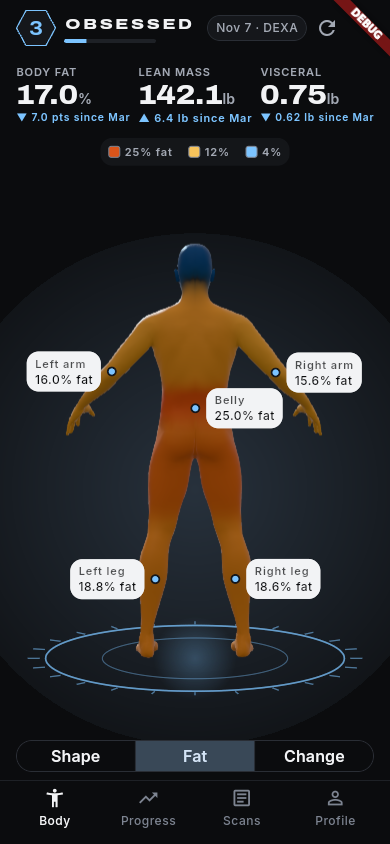 3
OBSESSED
Nov 7 · DEXA
DEBUG
BODY FAT
LEAN MASS
VISCERAL
17.0%
142.1lb
0.75lb
▼ 7.0 pts since Mar
▲ 6.4 lb since Mar
▼ 0.62 lb since Mar
25% fat
12%
4%
Left arm
16.0% fat
Right arm
15.6% fat
Belly
25.0% fat
Left leg
18.8% fat
Right leg
18.6% fat
Shape
Fat
Change
Body
Progress
Scans
Profile